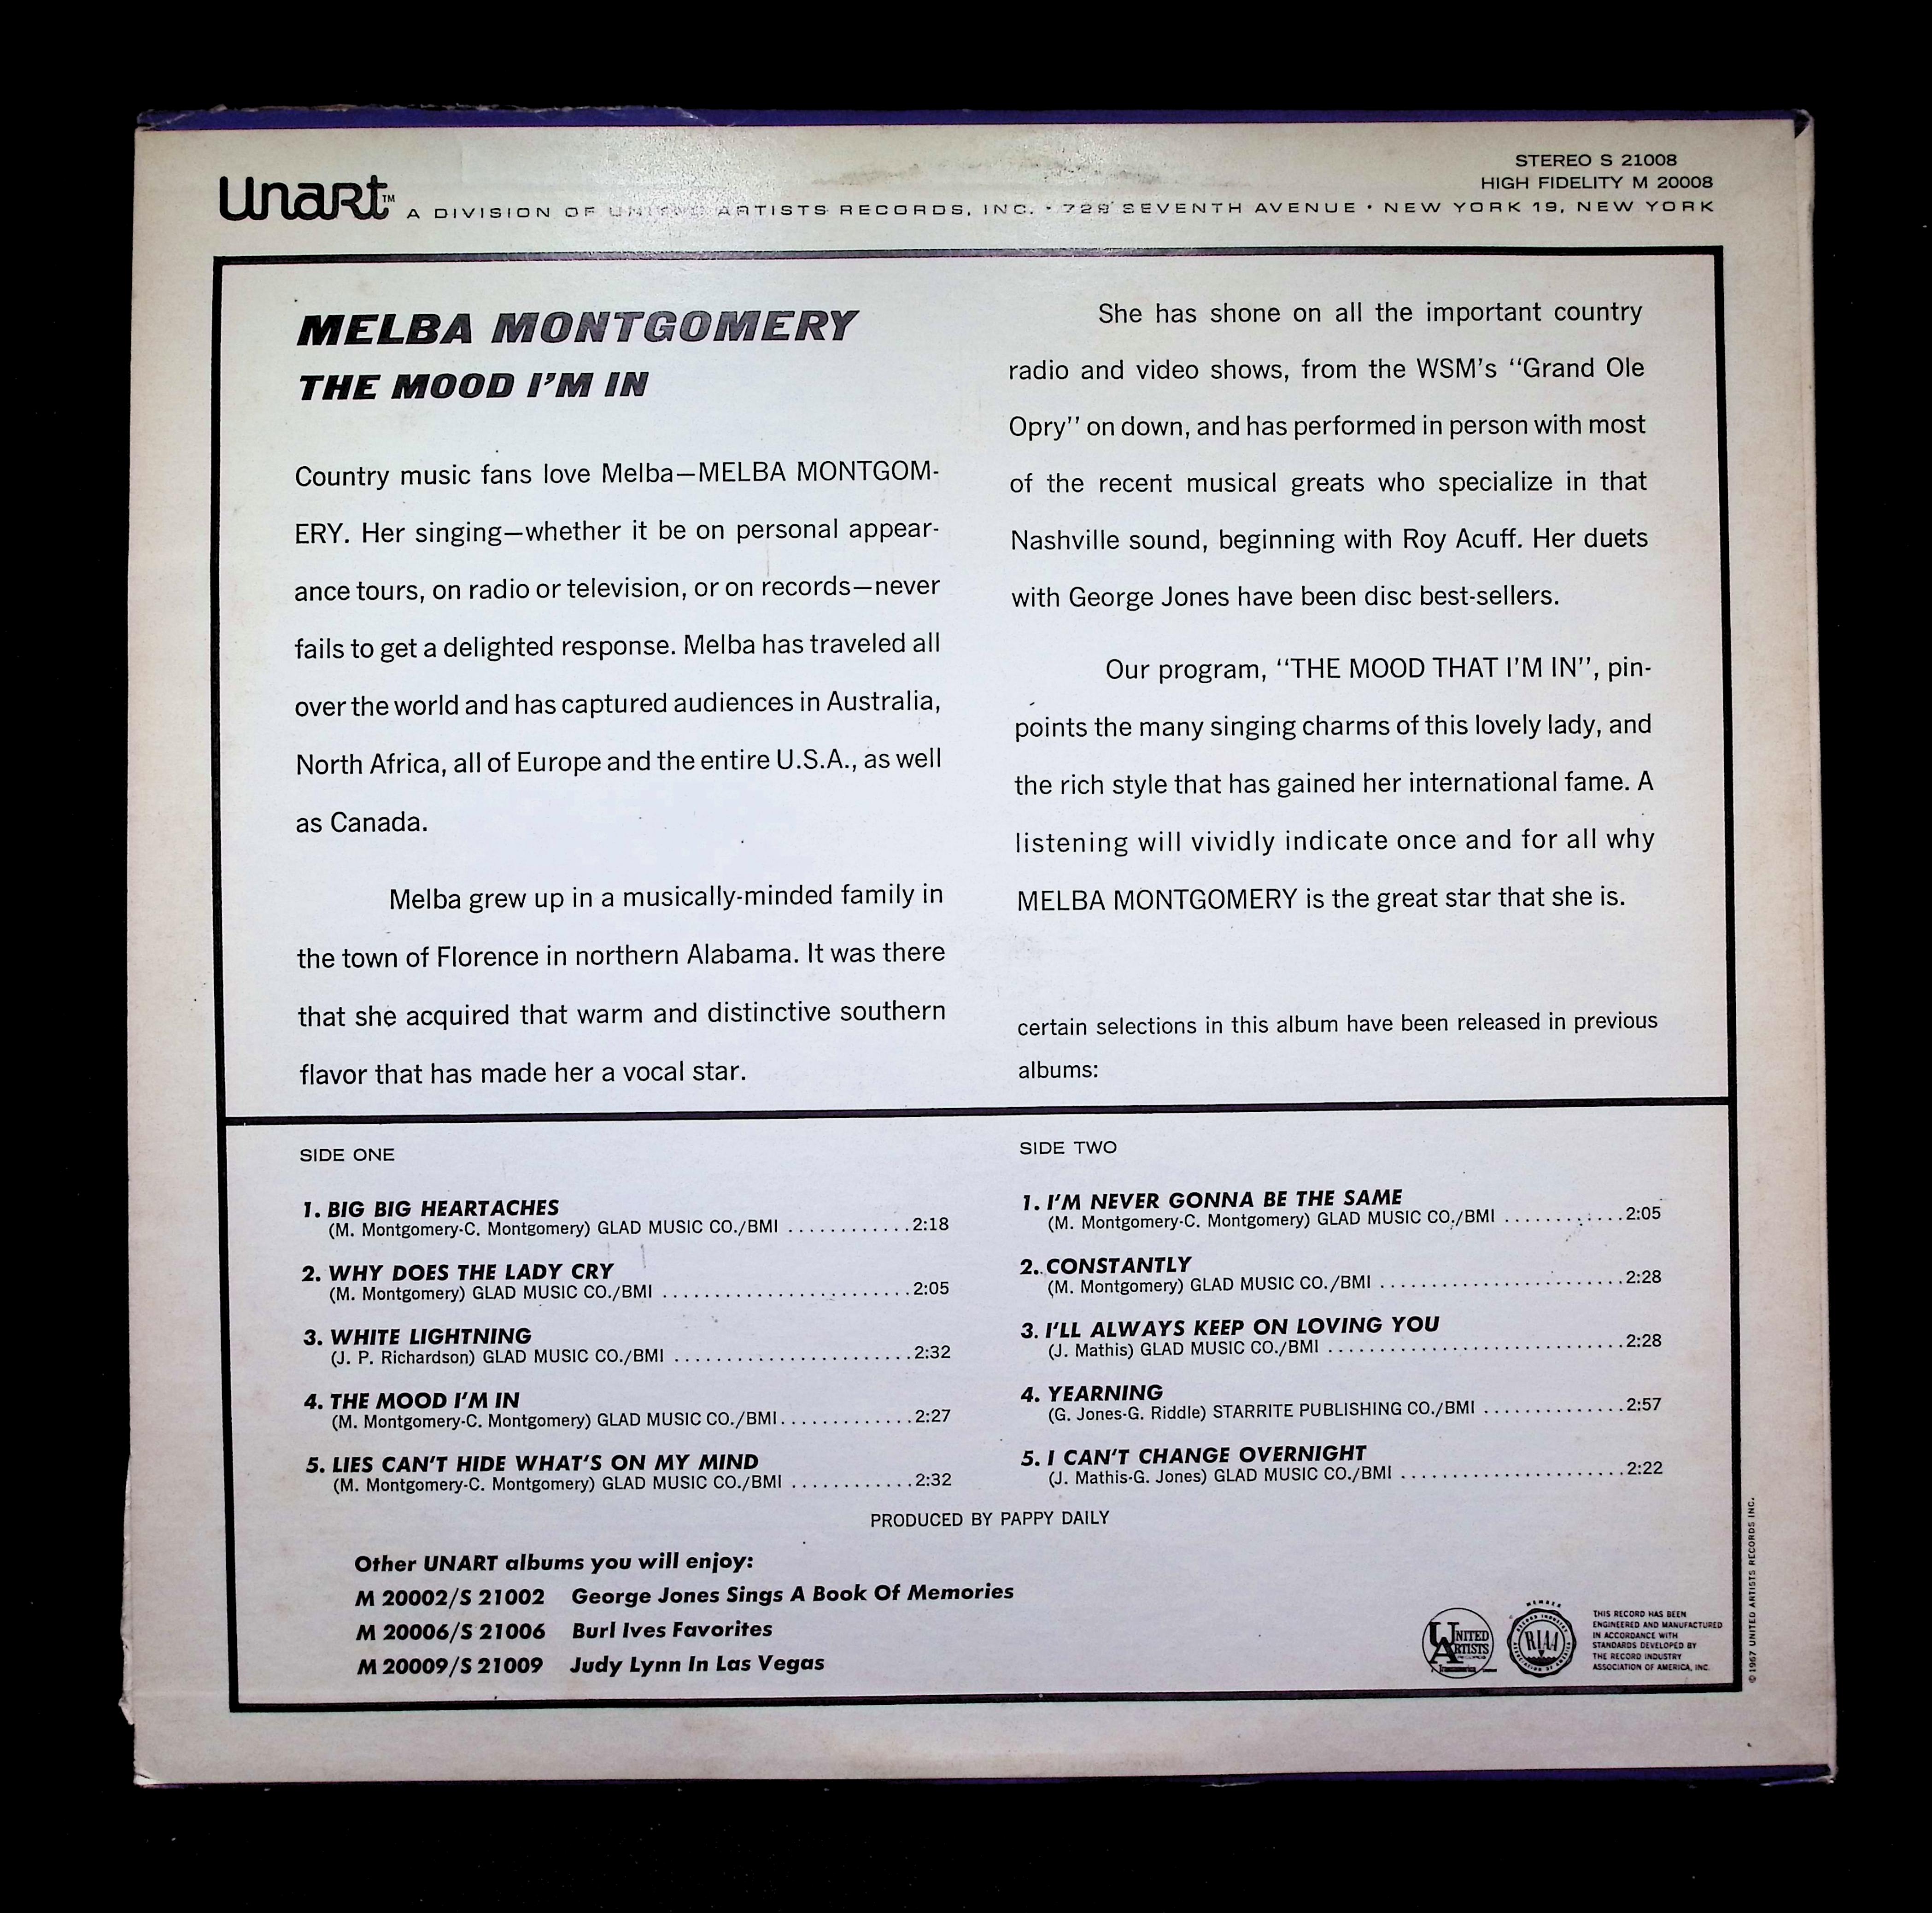 Unart™ A DIVISION OF UNITED ARTISTS RECORDS, INC. • 729 SEVENTH AVENUE • NEW YORK 19, NEW YORK
STEREO S 21008
HIGH FIDELITY M 20008
MELBA MONTGOMERY
THE MOOD I'M IN
Country music fans love Melba—MELBA MONTGOM-
ERY. Her singing—whether it be on personal appear-
ance tours, on radio or television, or on records—never
fails to get a delighted response. Melba has traveled all
over the world and has captured audiences in Australia,
North Africa, all of Europe and the entire U.S.A., as well
as Canada.
Melba grew up in a musically-minded family in
the town of Florence in northern Alabama. It was there
that she acquired that warm and distinctive southern
flavor that has made her a vocal star.
She has shone on all the important country
radio and video shows, from the WSM's "Grand Ole
Opry" on down, and has performed in person with most
of the recent musical greats who specialize in that
Nashville sound, beginning with Roy Acuff. Her duets
with George Jones have been disc best-sellers.
Our program, "THE MOOD THAT I'M IN", pin-
points the many singing charms of this lovely lady, and
the rich style that has gained her international fame. A
listening will vividly indicate once and for all why
MELBA MONTGOMERY is the great star that she is.
certain selections in this album have been released in previous
albums:
SIDE ONE
1. BIG BIG HEARTACHES
(M. Montgomery-C. Montgomery) GLAD MUSIC CO./BMI ............2:18
2. WHY DOES THE LADY CRY
(M. Montgomery) GLAD MUSIC CO./BMI ........................2:05
3. WHITE LIGHTNING
(J. P. Richardson) GLAD MUSIC CO./BMI .......................2:32
4. THE MOOD I'M IN
(M. Montgomery-C. Montgomery) GLAD MUSIC CO./BMI.............2:27
5. LIES CAN'T HIDE WHAT'S ON MY MIND
(M. Montgomery-C. Montgomery) GLAD MUSIC CO./BMI ............2:32
SIDE TWO
1. I'M NEVER GONNA BE THE SAME
(M. Montgomery-C. Montgomery) GLAD MUSIC CO./BMI ............2:05
2. CONSTANTLY
(M. Montgomery) GLAD MUSIC CO./BMI ........................2:28
3. I'LL ALWAYS KEEP ON LOVING YOU
(J. Mathis) GLAD MUSIC CO./BMI .............................2:28
4. YEARNING
(G. Jones-G. Riddle) STARRITE PUBLISHING CO./BMI ..............2:57
5. I CAN'T CHANGE OVERNIGHT
(J. Mathis-G. Jones) GLAD MUSIC CO./BMI ......................2:22
PRODUCED BY PAPPY DAILY
Other UNART albums you will enjoy:
M 20002/S 21002 George Jones Sings A Book Of Memories
M 20006/S 21006 Burl Ives Favorites
M 20009/S 21009 Judy Lynn In Las Vegas
UNITED
ARTISTS
RECORDS
Transamerica
MEMBER
RECORD INDUSTRY
RIAA
ASSOCIATION OF AMERICA
THIS RECORD HAS BEEN
ENGINEERED AND MANUFACTURED
IN ACCORDANCE WITH
STANDARDS DEVELOPED BY
THE RECORD INDUSTRY
ASSOCIATION OF AMERICA, INC.
© 1967 UNITED ARTISTS RECORDS INC.